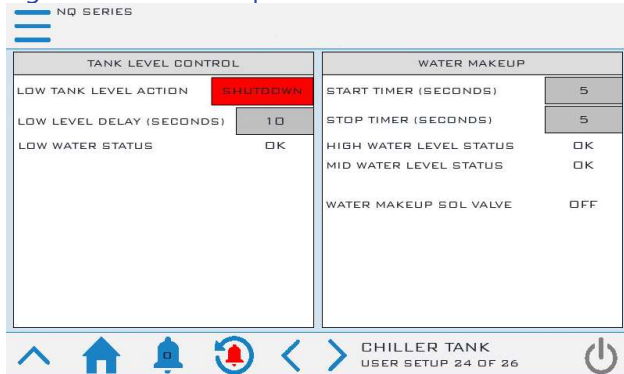 NQ SERIES
TANK LEVEL CONTROL
LOW TANK LEVEL ACTION SHUTDOWN
LOW LEVEL DELAY (SECONDS) 10
LOW WATER STATUS OK
WATER MAKEUP
START TIMER (SECONDS) 5
STOP TIMER (SECONDS) 5
HIGH WATER LEVEL STATUS OK
MID WATER LEVEL STATUS OK
WATER MAKEUP SOL VALVE OFF
0
CHILLER TANK
USER SETUP 24 OF 26